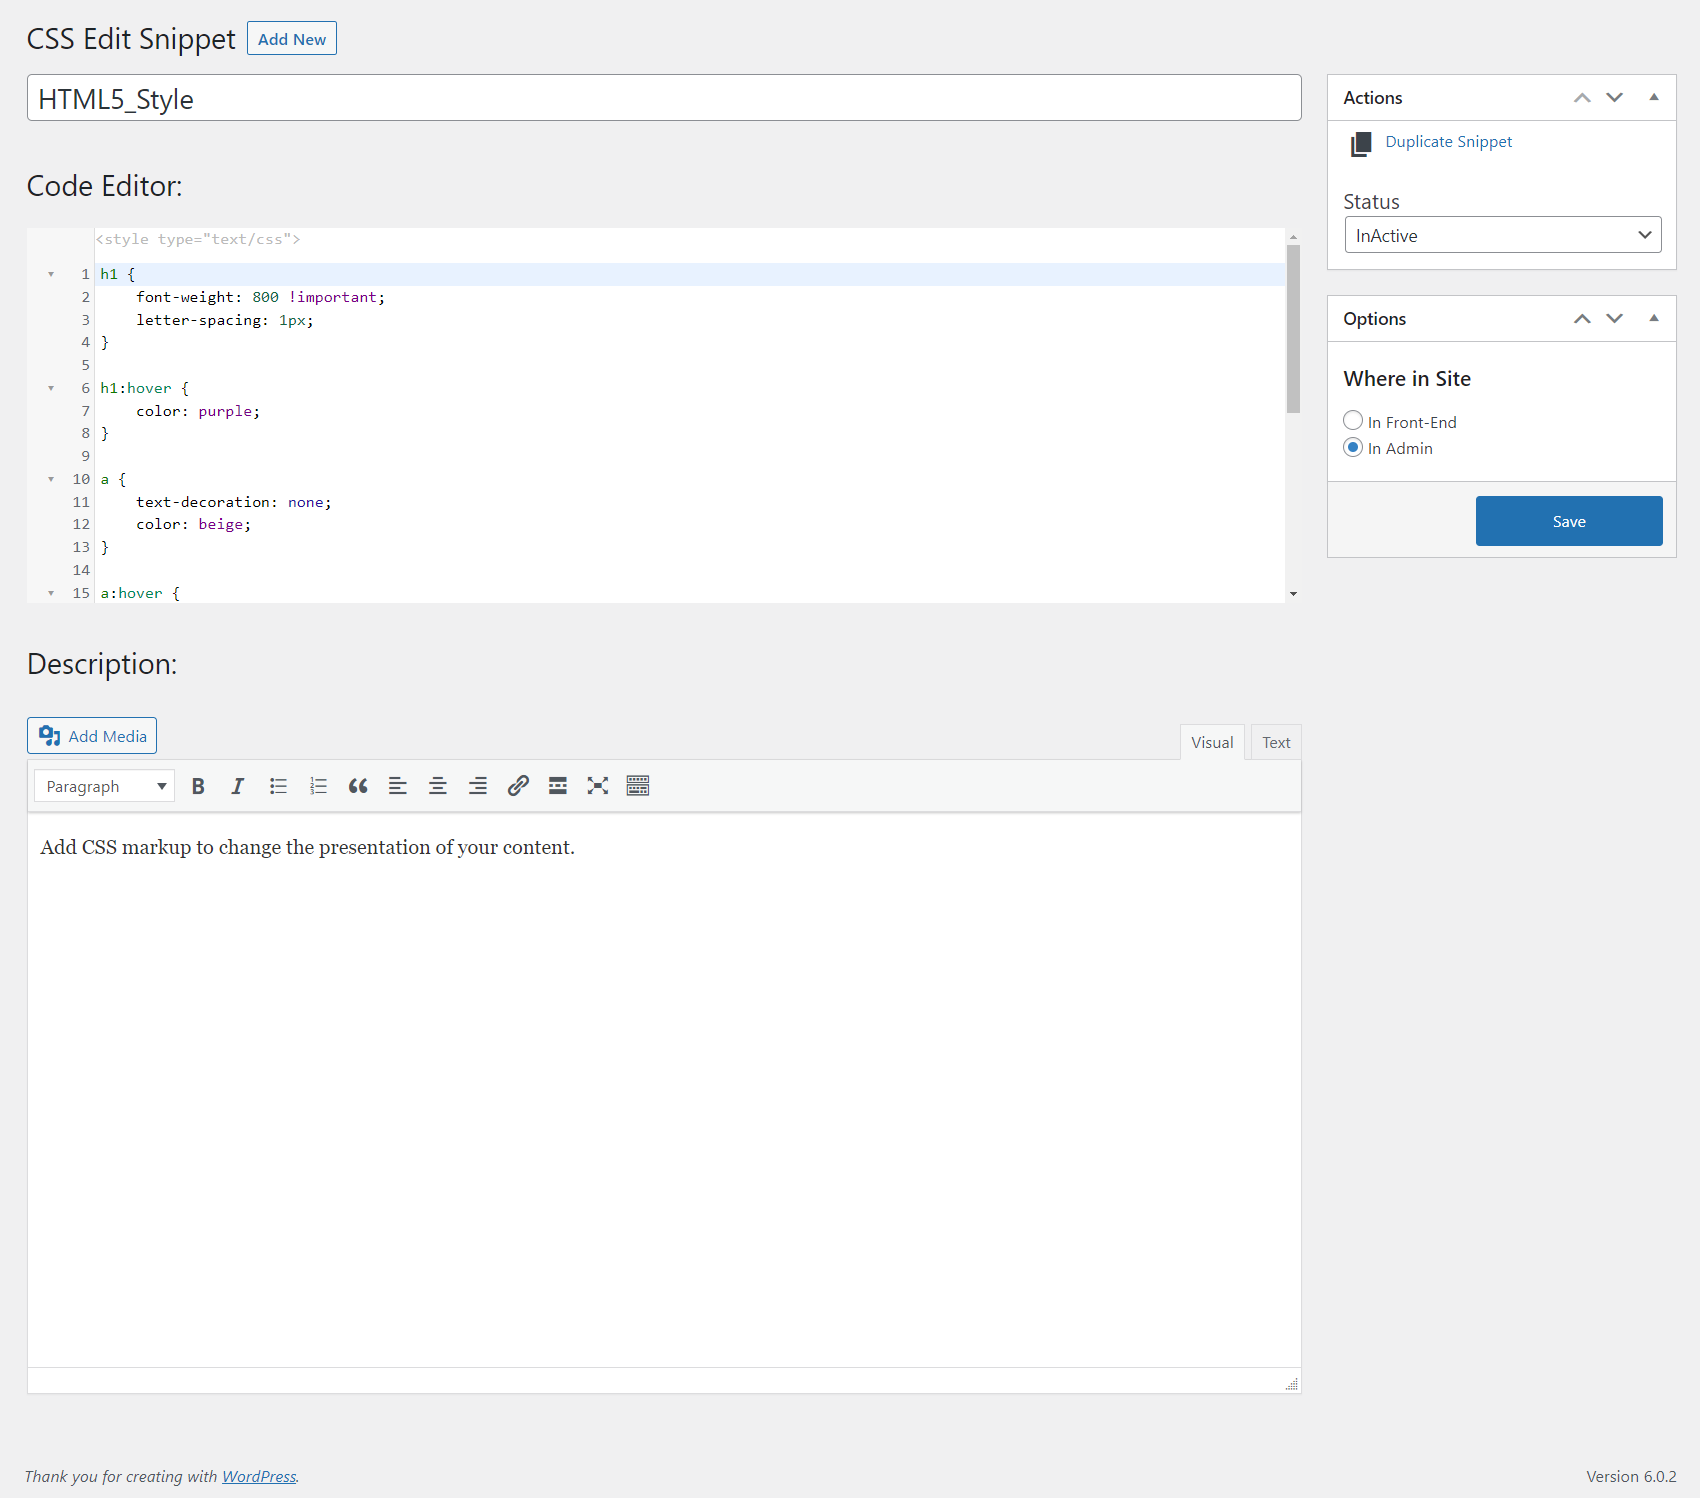 CSS Edit Snippet Add New
HTML5_Style
Code Editor:
<style type="text/css">
1 h1 {
2     font-weight: 800 !important;
3     letter-spacing: 1px;
4 }
5
6 h1:hover {
7     color: purple;
8 }
9
10 a {
11     text-decoration: none;
12     color: beige;
13 }
14
15 a:hover {
Description:
Add Media
Visual Text
Paragraph
Add CSS markup to change the presentation of your content.
Actions
Duplicate Snippet
Status
InActive
Options
Where in Site
In Front-End
In Admin
Save
Thank you for creating with WordPress.
Version 6.0.2